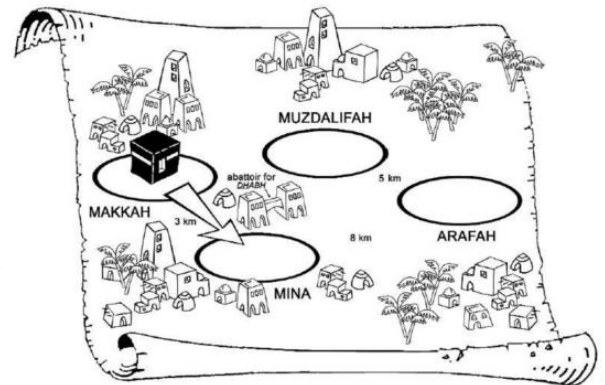 MUZDALIFAH
abattoir for
DHABH
5 km
MAKKAH
3 km
8 km
ARAFAH
MINA